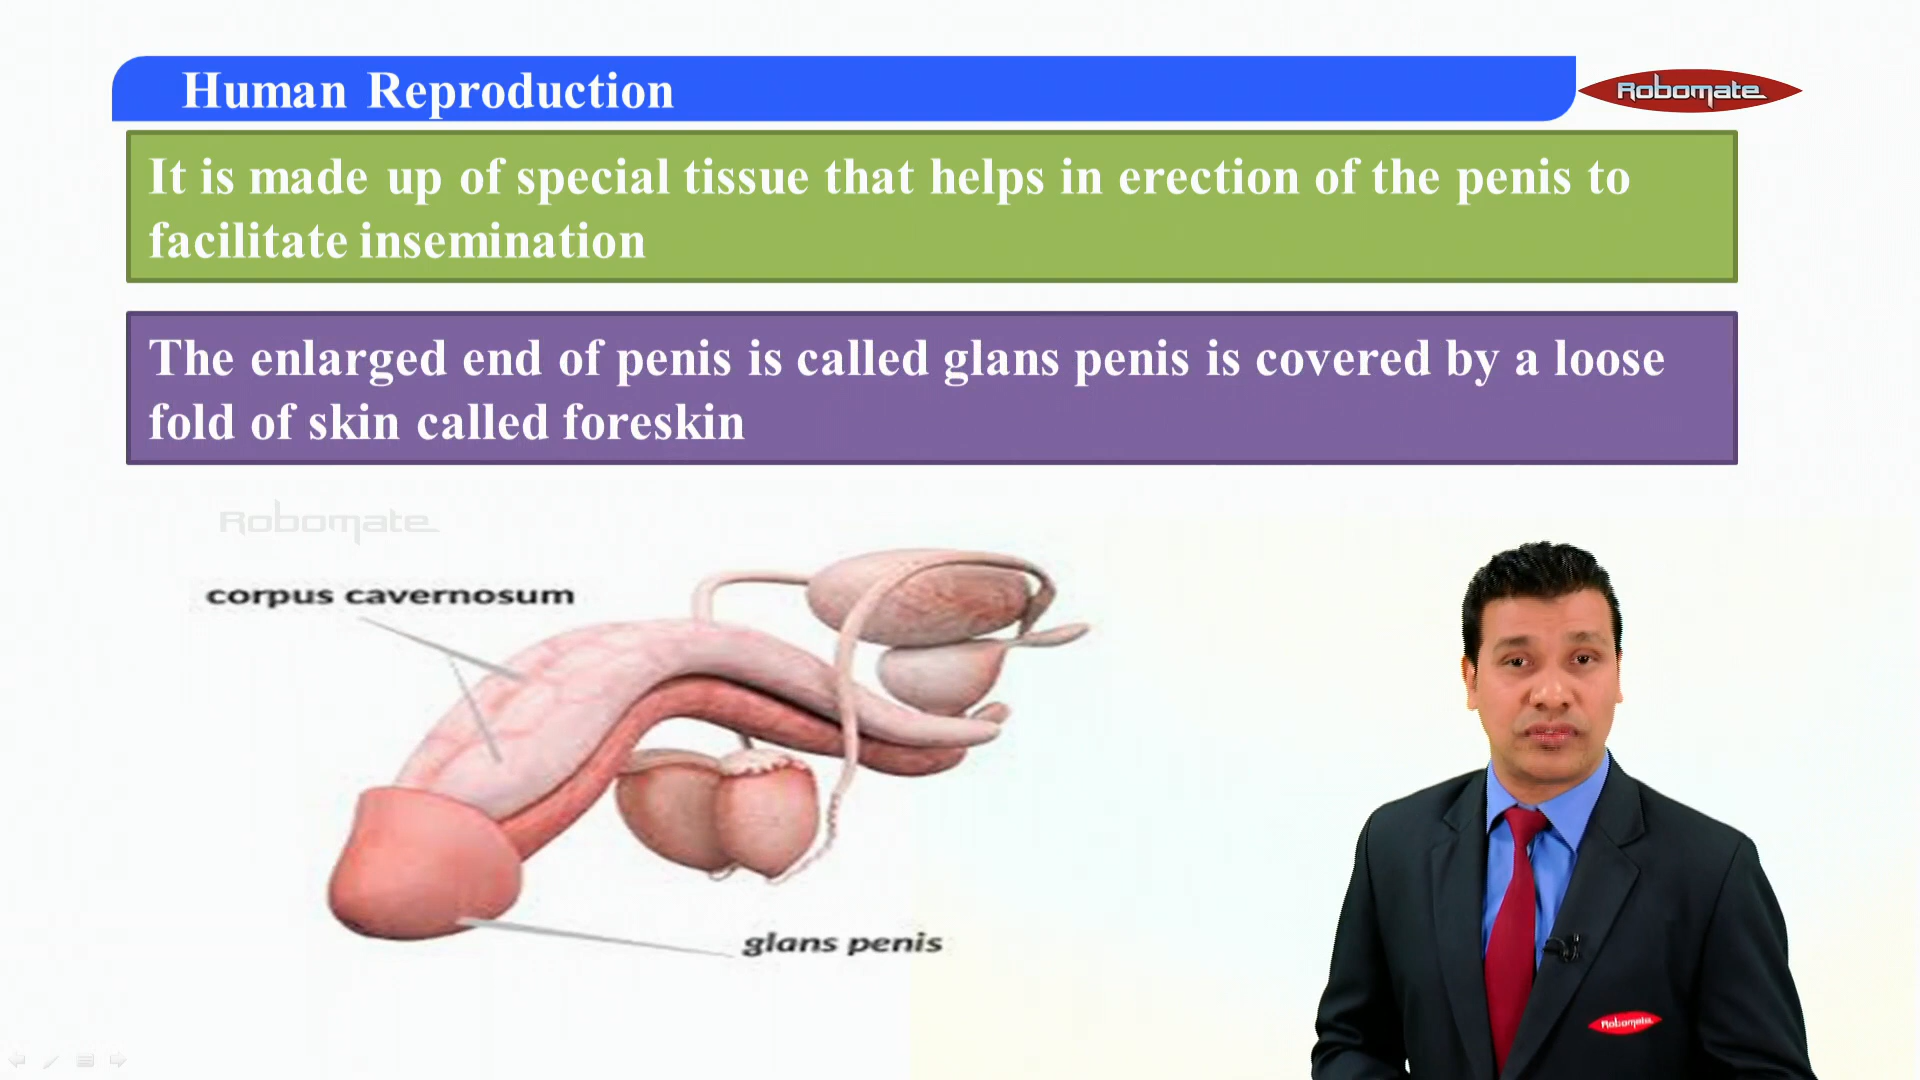 Human Reproduction
Robomate
It is made up of special tissue that helps in erection of the penis to
facilitate insemination
The enlarged end of penis is called glans penis is covered by a loose
fold of skin called foreskin
Robomate
corpus cavernosum
glans penis
Robomate